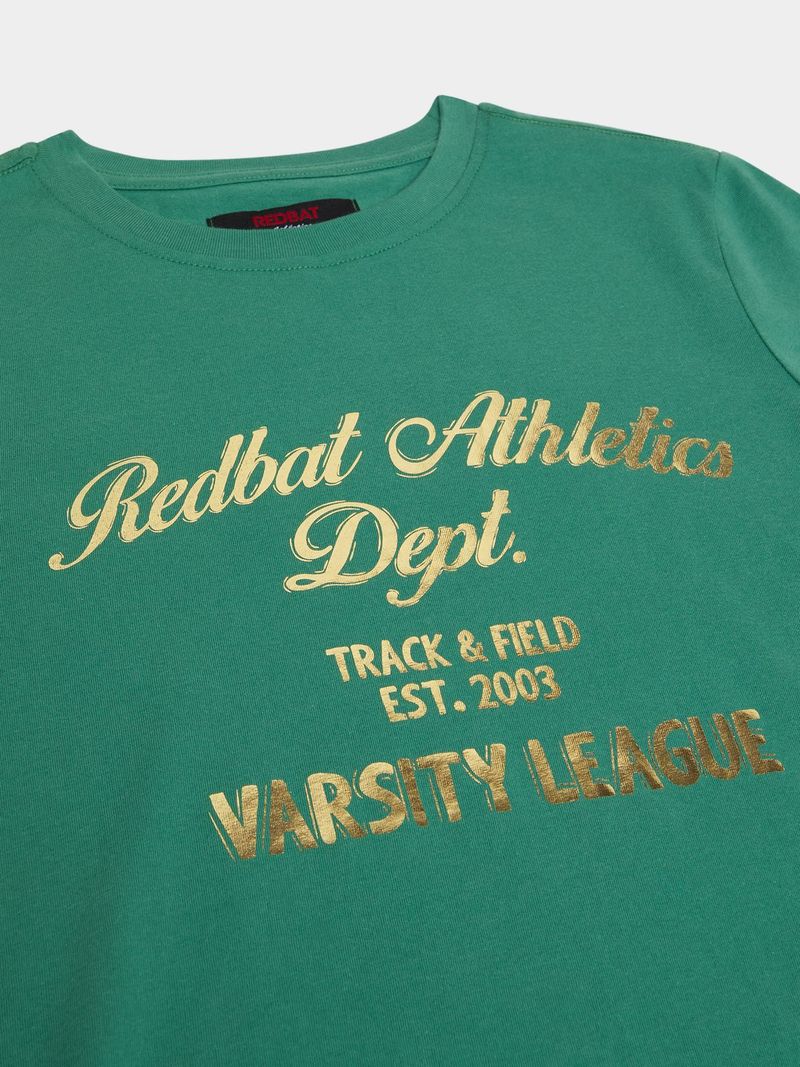 REDBAT
Redbat Athletics
Dept.
TRACK & FIELD
EST. 2003
VARSITY LEAGUE